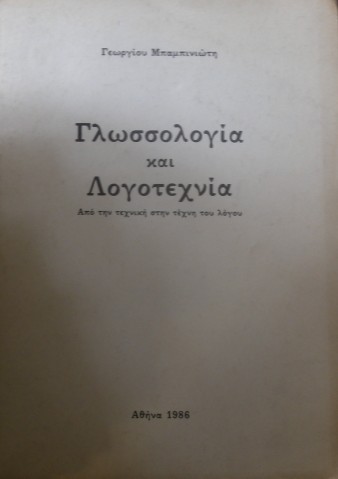 Γεωργίου Μπαμπινιώτη
Γλωσσολογία
και
Λογοτεχνία
Από την τεχνική στην τέχνη του λόγου
Αθήνα 1986